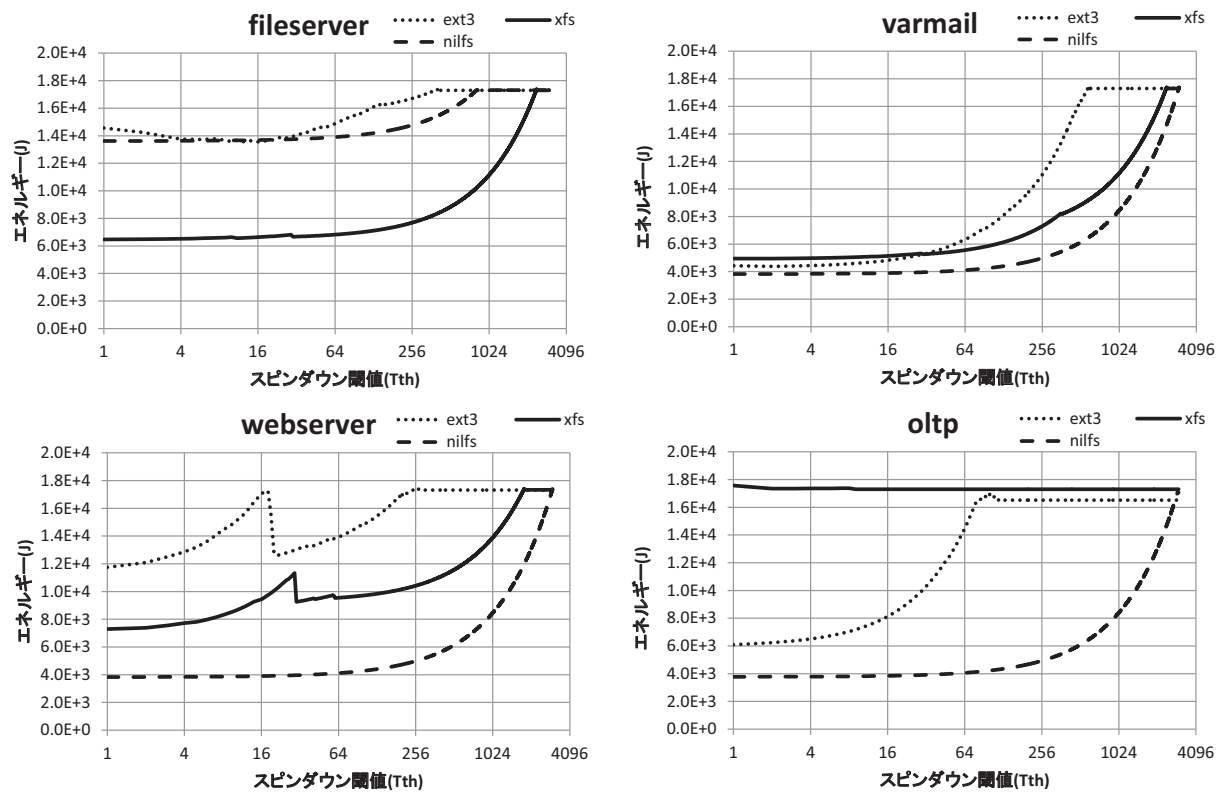 fileserver
ext3
xfs
nilfs
2.0E+4
1.8E+4
1.6E+4
1.4E+4
1.2E+4
1.0E+4
8.0E+3
6.0E+3
4.0E+3
2.0E+3
0.0E+0
エネルギー(J)
1 4 16 64 256 1024 4096
スピンダウン閾値(Tth)
varmail
ext3
xfs
nilfs
2.0E+4
1.8E+4
1.6E+4
1.4E+4
1.2E+4
1.0E+4
8.0E+3
6.0E+3
4.0E+3
2.0E+3
0.0E+0
エネルギー(J)
1 4 16 64 256 1024 4096
スピンダウン閾値(Tth)
webserver
ext3
xfs
nilfs
2.0E+4
1.8E+4
1.6E+4
1.4E+4
1.2E+4
1.0E+4
8.0E+3
6.0E+3
4.0E+3
2.0E+3
0.0E+0
エネルギー(J)
1 4 16 64 256 1024 4096
スピンダウン閾値(Tth)
oltp
ext3
xfs
nilfs
2.0E+4
1.8E+4
1.6E+4
1.4E+4
1.2E+4
1.0E+4
8.0E+3
6.0E+3
4.0E+3
2.0E+3
0.0E+0
エネルギー(J)
1 4 16 64 256 1024 4096
スピンダウン閾値(Tth)